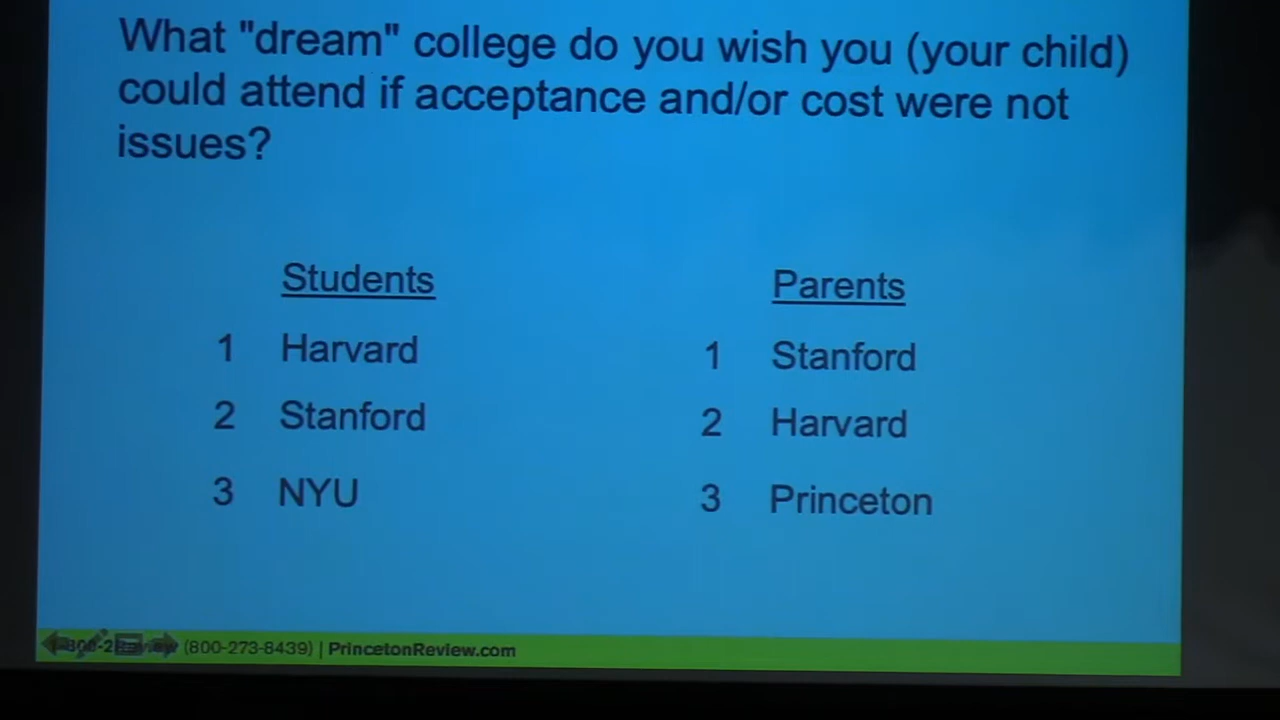 What "dream" college do you wish you (your child)
could attend if acceptance and/or cost were not
issues?
Students
1 Harvard
2 Stanford
3 NYU
Parents
1 Stanford
2 Harvard
3 Princeton
(800-273-8439) | PrincetonReview.com